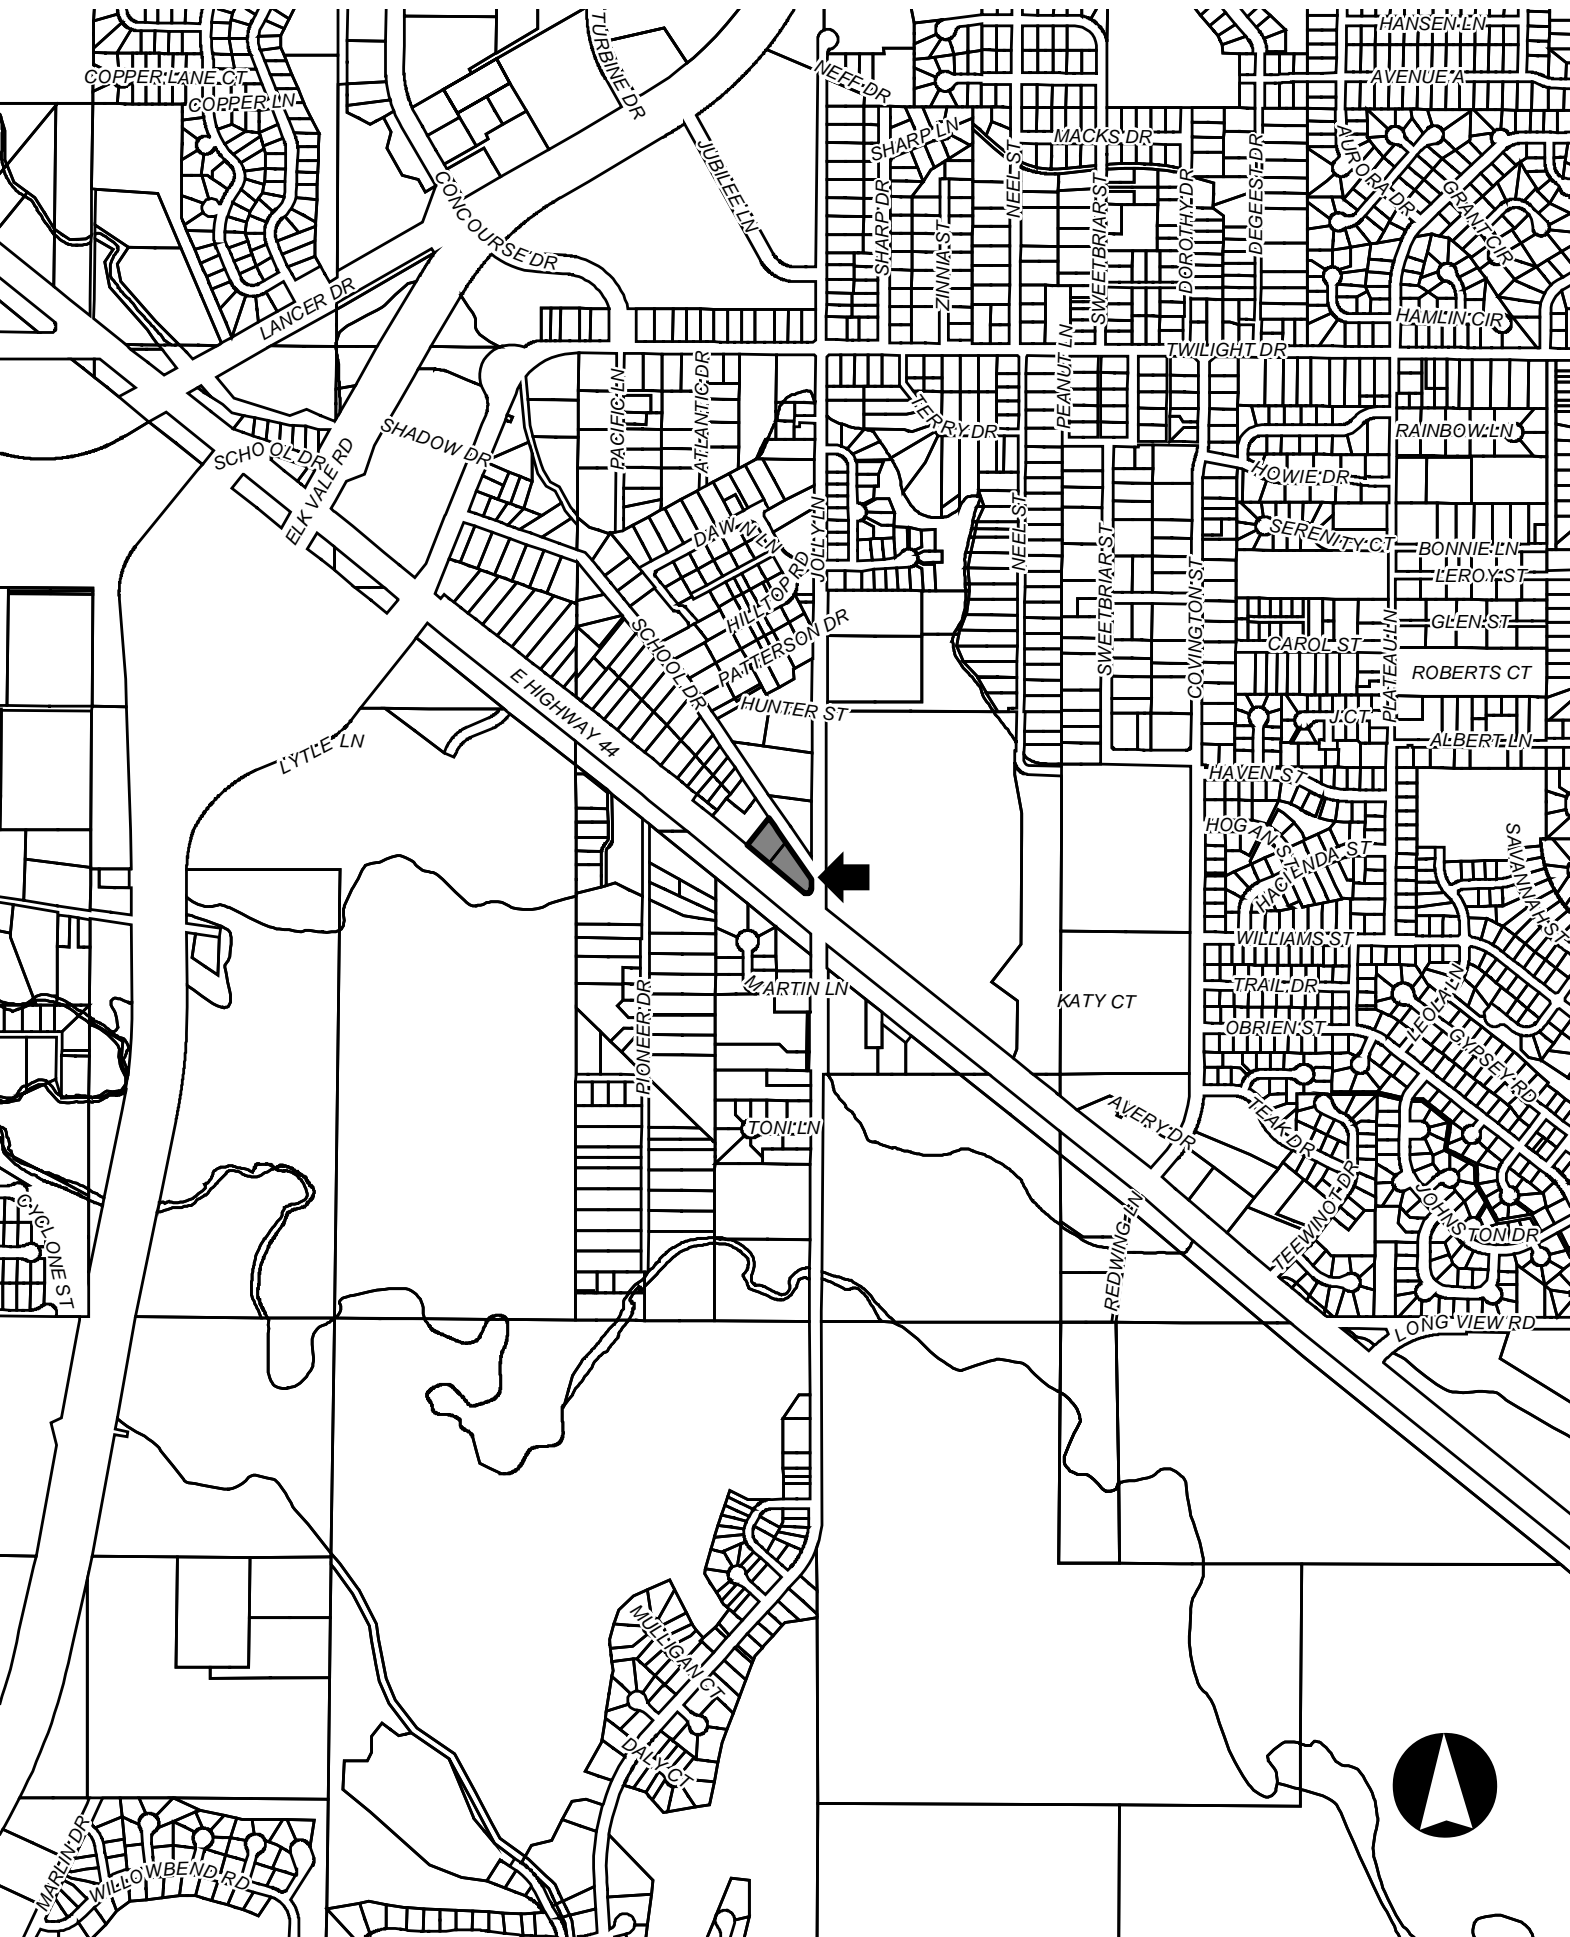 HANSEN LN
COPPER LANE CT
TURBINE DR
NEFF DR
AVENUE A
COPPER LN
SHARP LN
MACKS DR
AURORA DR
JUBILEE LN
NEEL ST
DEGEEST DR
CONCOURSE DR
SHARP DR
ZINNIA ST
SWEETBRIAR ST
DOROTHY DR
GRANT CIR
LANCER DR
HAMLIN CIR
PEANUT LN
TWILIGHT DR
PACIFIC LN
ATLANTIC DR
TERRY DR
RAINBOW LN
SHADOW DR
SCHOOL DR
ELK VALE RD
HOWIE DR
DAWN LN
JOLLY LN
NEEL ST
SERENITY CT
BONNIE LN
SWEETBRIAR ST
COVINGTON ST
LEROY ST
HILLTOP RD
GLEN ST
PATTERSON DR
SCHOOL DR
CAROL ST
PLATEAU LN
ROBERTS CT
E HIGHWAY 44
HUNTER ST
J CT
LYTLE LN
ALBERT LN
HAVEN ST
HOGAN ST
HACIENDA ST
SAVANNAH ST
WILLIAMS ST
PIONEER DR
MARTIN LN
TRAIL DR
KATY CT
LEOLA LN
OBRIEN ST
GYPSEY RD
TONI LN
AVERY DR
TEAK DR
CYCLONE ST
REDWING LN
TEEWINOT DR
JOHNSTON DR
LONG VIEW RD
MULLIGAN CT
DALY CT
MARLIN DR
WILLOWBEND RD